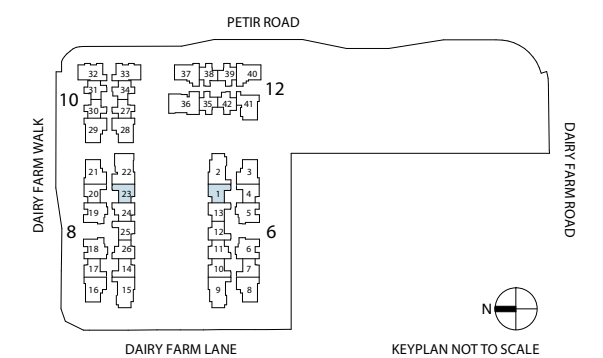 PETIR ROAD
32 33 37 38 39 40
31 34 12
10
30 27 36 35 42 41
29 28
DAIRY FARM WALK
DAIRY FARM ROAD
21 22 2 3
20 23 1 4
19 24 13 5
8 25 12 6
18 26 11 6
17 14 10 7
16 15 9 8
N
DAIRY FARM LANE KEYPLAN NOT TO SCALE